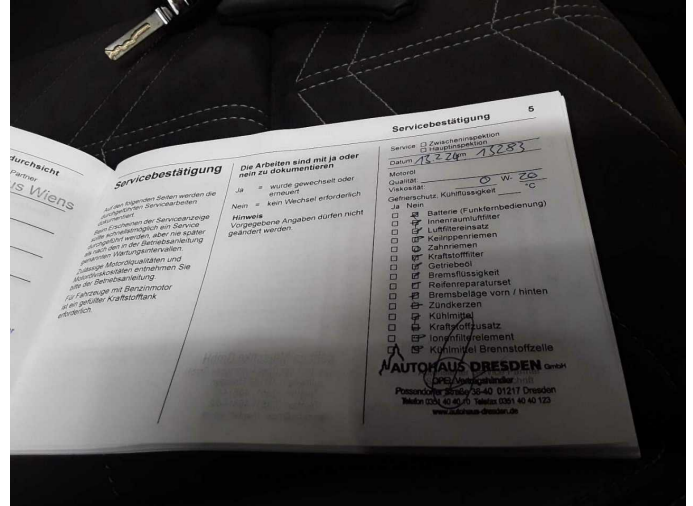 durchsicht
Partner
us Wiens
Servicebestätigung
Auf den folgenden Seiten werden die
durchgeführten Servicearbeiten
dokumentiert.
Beim Erscheinen der Serviceanzeige
sollte schnellstmöglich ein Service
durchgeführt werden, aber nie später
als nach den in der Betriebsanleitung
genannten Wartungsintervallen.
Zulässige Motorölqualitäten und
Motorölviskositäten entnehmen Sie
bitte der Betriebsanleitung.
Für Fahrzeuge mit Benzinmotor
ist ein gefüllter Kraftstofftank
erforderlich.
Die Arbeiten sind mit ja oder
nein zu dokumentieren
Ja = wurde gewechselt oder
erneuert
Nein = kein Wechsel erforderlich
Hinweis
Vorgegebene Angaben dürfen nicht
geändert werden.
Servicebestätigung 5
Service □ Zwischeninspektion
□ Hauptinspektion
Datum km 13283
Motoröl
Qualität
Viskosität 0 W- 20
Gefrierschutz, Kühlflüssigkeit °C
Ja Nein
Batterie (Funkfernbedienung)
Innenraumluftfilter
Luftfiltereinsatz
Keilrippenriemen
Zahnriemen
Kraftstofffilter
Getriebeöl
Bremsflüssigkeit
Reifenreparaturset
Bremsbeläge vorn / hinten
Zündkerzen
Kühlmittel
Kraftstoffzusatz
Ionenfilterelement
Kühlmittel Brennstoffzelle
AUTOHAUS DRESDEN GmbH
OPEL Vertragshändler
Possendorfer Straße 38-40 01217 Dresden
Telefon 0351 40 40 10 Telefax 0351 40 40 123
www.autohaus-dresden.de